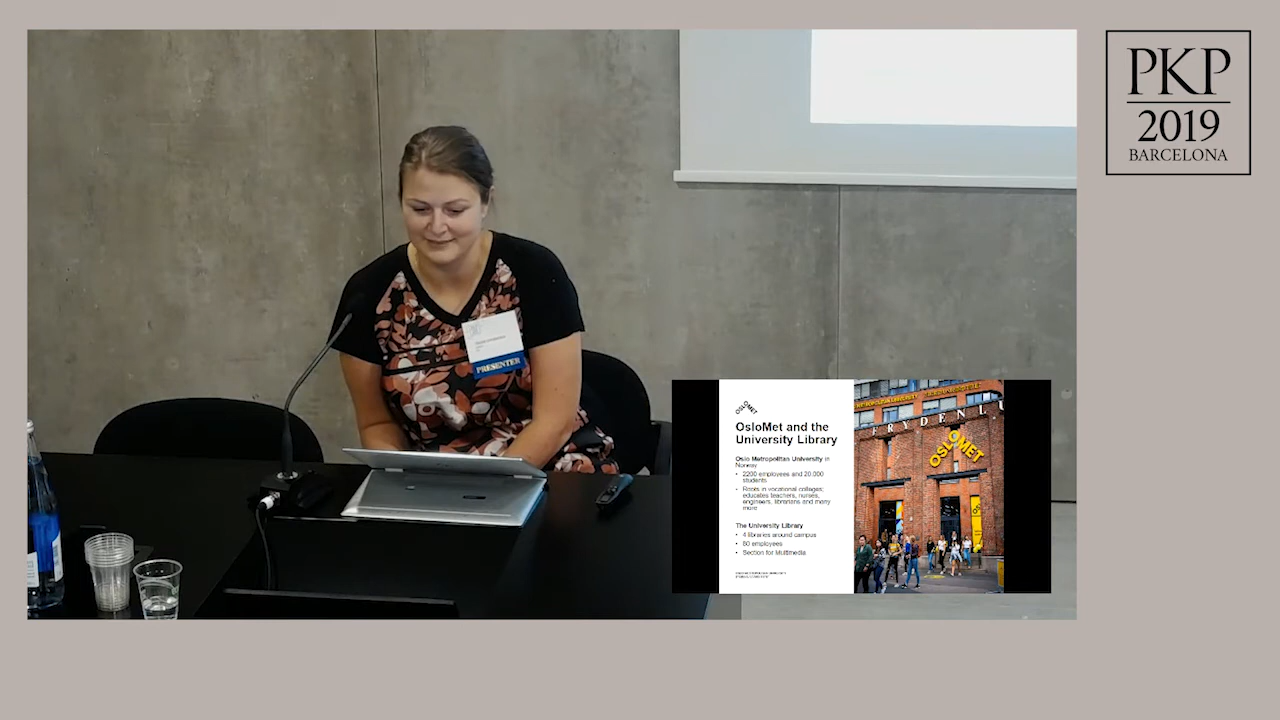 PKP
2019
BARCELONA
PRESENTER
OSLOMET
OsloMet and the
University Library
Oslo Metropolitan University in
Norway
• 2200 employees and 20.000
students
• Roots in vocational colleges;
educates teachers, nurses,
engineers, librarians and many
more
The University Library
• 4 libraries around campus
• 80 employees
• Section for Multimedia
FRYDENLU
OSLOMET